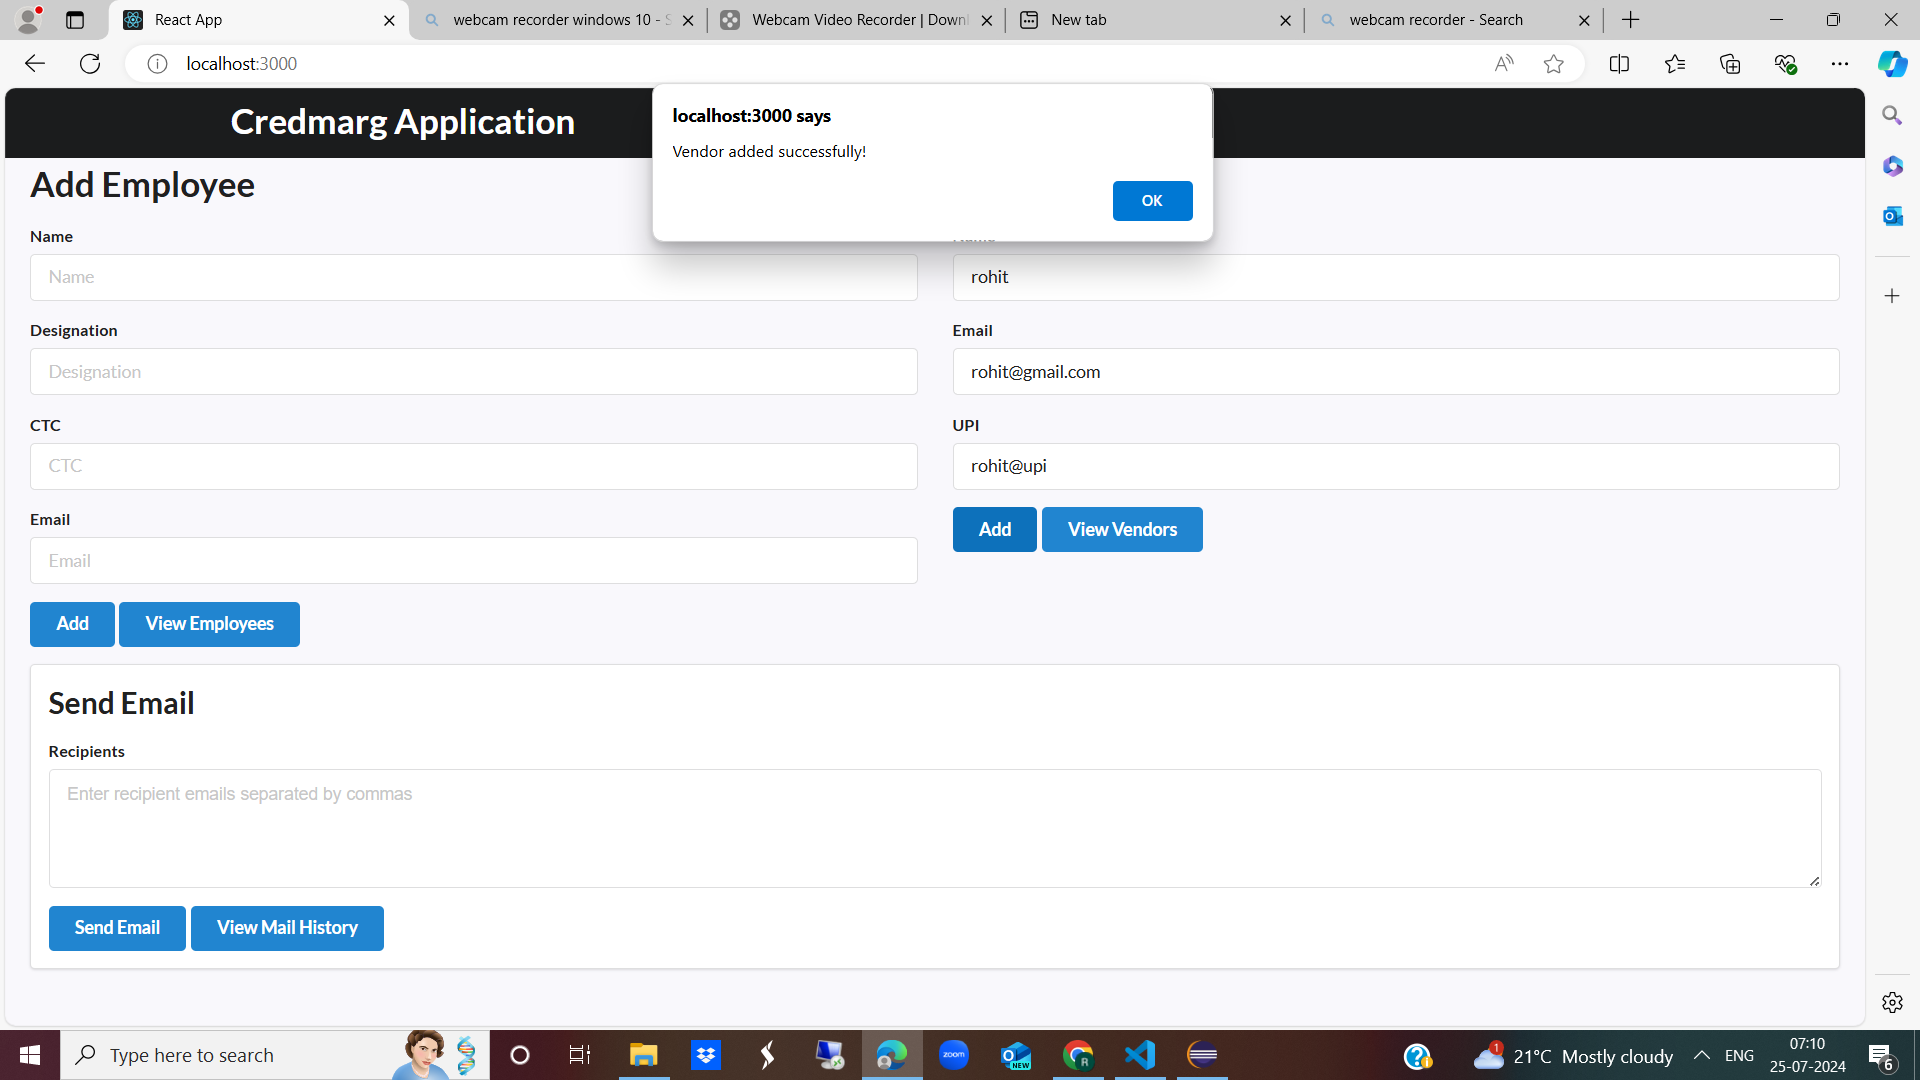 React App
webcam recorder windows 10 - S
Webcam Video Recorder | Downl
New tab
webcam recorder - Search
localhost:3000
Credmarg Application
localhost:3000 says
Vendor added successfully!
OK
Add Employee
Name
Name
Designation
Designation
CTC
CTC
Email
Email
Add
View Employees
Name
rohit
Email
rohit@gmail.com
UPI
rohit@upi
Add
View Vendors
Send Email
Recipients
Enter recipient emails separated by commas
Send Email
View Mail History
Type here to search
zoom
NEW
R
1
21°C Mostly cloudy
ENG
07:10
25-07-2024
6